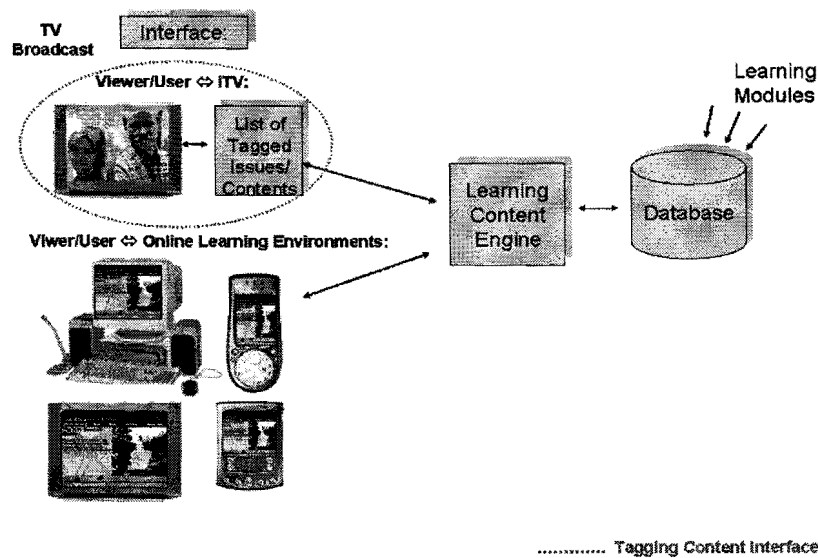 TV
Broadcast
Interface:
Viewer/User ⇔ iTV:
List of
Tagged
Issues/
Contents
Learning
Modules
Learning
Content
Engine
Database
Viwer/User ⇔ Online Learning Environments:
Tagging Content Interface